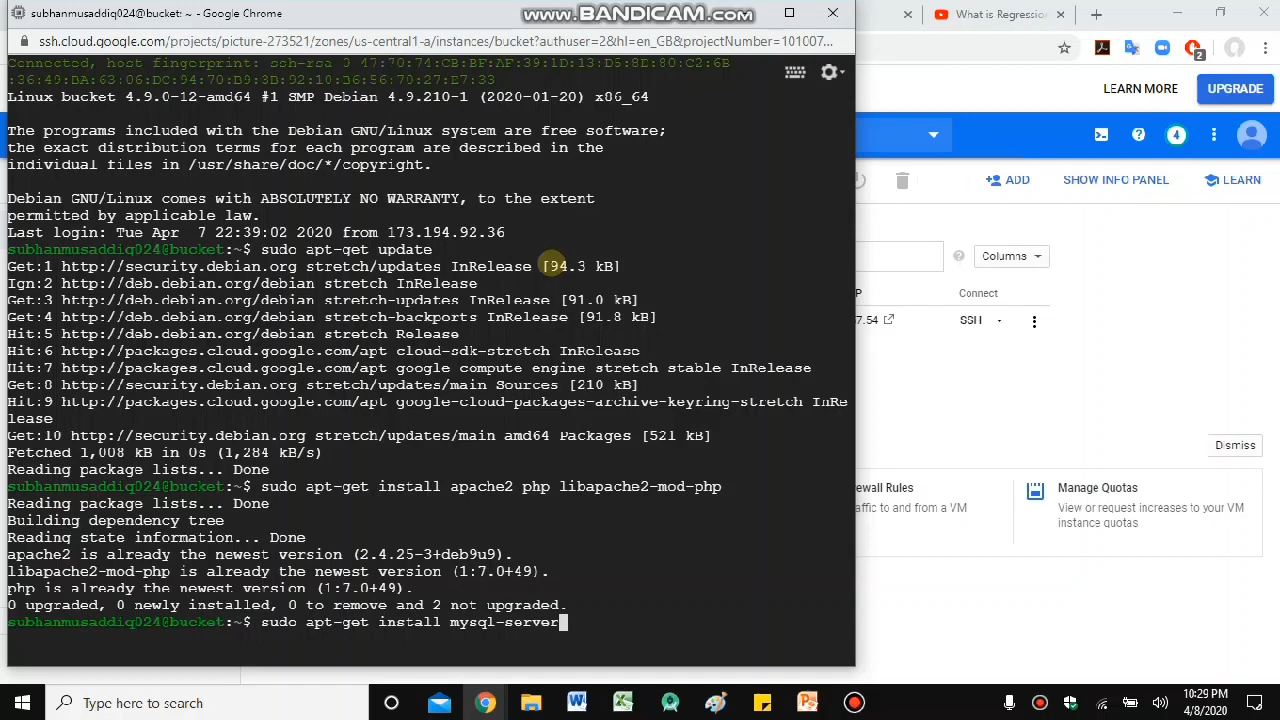 subhanmusaddiq024@bucket: ~ - Google Chrome
www.BANDICAM.com
What is Regression
ssh.cloud.google.com/projects/picture-273521/zones/us-central1-a/instances/bucket?authuser=2&hl=en_GB&projectNumber=101007...
2
Connected, host fingerprint: ssh-rsa 0
Linux bucket 4.9.0-12-amd64 #1 SMP Debian 4.9.210-1 (2020-01-20) x86_64
LEARN MORE
UPGRADE
The programs included with the Debian GNU/Linux system are free software;
the exact distribution terms for each program are described in the
individual files in /usr/share/doc/*/copyright.
4
ADD
SHOW INFO PANEL
LEARN
Debian GNU/Linux comes with ABSOLUTELY NO WARRANTY, to the extent
permitted by applicable law.
Last login: Tue Apr  7 22:39:02 2020 from 173.194.92.36
subhanmusaddiq024@bucket:~$ sudo apt-get update
Get:1 http://security.debian.org stretch/updates InRelease [94.3 kB]
Ign:2 http://deb.debian.org/debian stretch InRelease
Get:3 http://deb.debian.org/debian stretch-updates InRelease [91.0 kB]
Get:4 http://deb.debian.org/debian stretch-backports InRelease [91.8 kB]
Hit:5 http://deb.debian.org/debian stretch Release
Hit:6 http://packages.cloud.google.com/apt cloud-sdk-stretch InRelease
Hit:7 http://packages.cloud.google.com/apt google compute engine stretch stable InRelease
Get:8 http://security.debian.org stretch/updates/main Sources [210 kB]
Hit:9 http://packages.cloud.google.com/apt google-cloud-packages-archive-keyring-stretch InRe
lease
Get:10 http://security.debian.org stretch/updates/main amd64 Packages [521 kB]
Fetched 1,008 kB in 0s (1,284 kB/s)
Reading package lists... Done
subhanmusaddiq024@bucket:~$ sudo apt-get install apache2 php libapache2-mod-php
Reading package lists... Done
Building dependency tree
Reading state information... Done
apache2 is already the newest version (2.4.25-3+deb9u9).
libapache2-mod-php is already the newest version (1:7.0+49).
php is already the newest version (1:7.0+49).
0 upgraded, 0 newly installed, 0 to remove and 2 not upgraded.
subhanmusaddiq024@bucket:~$ sudo apt-get install mysql-server
Columns
P
Connect
7.54
SSH
Dismiss
ewall Rules
affic to and from a VM
Manage Quotas
View or request increases to your VM
instance quotas
Type here to search
10:29 PM
4/8/2020